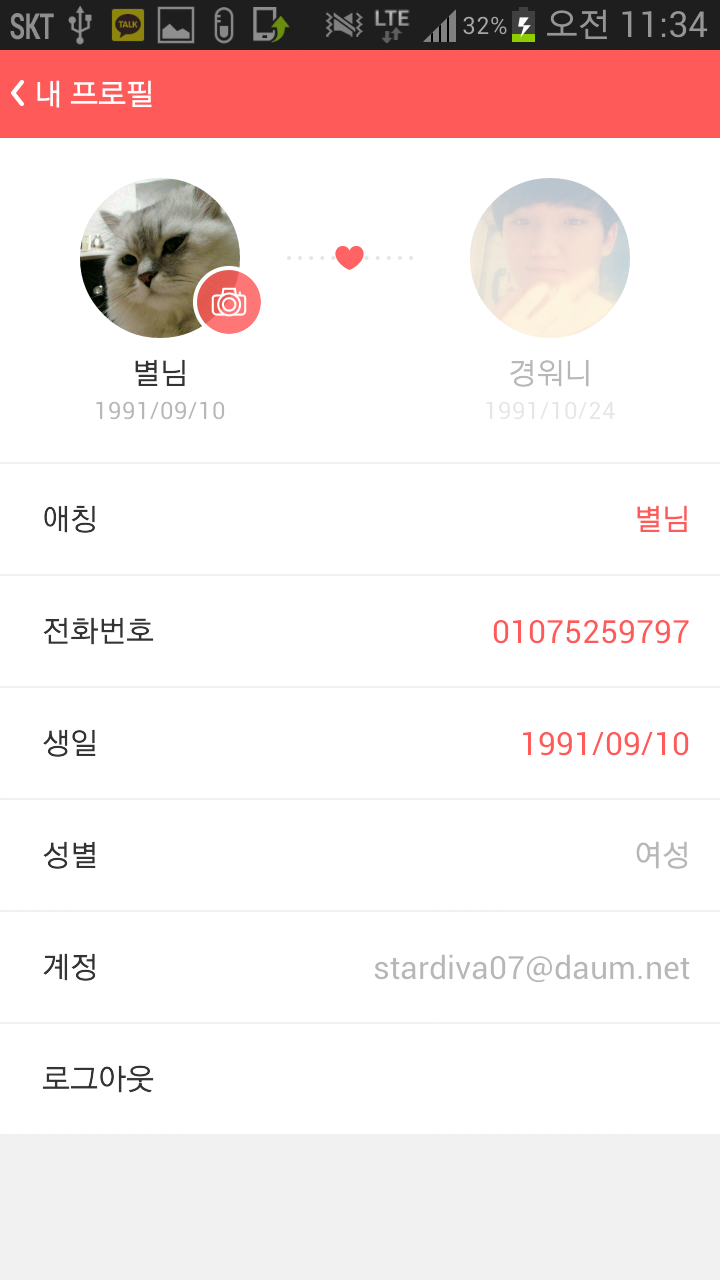 SKT TALK LTE 32% 오전 11:34
내 프로필
별님 경워니
1991/09/10 1991/10/24
애칭 별님
전화번호 01075259797
생일 1991/09/10
성별 여성
계정 stardiva07@daum.net
로그아웃